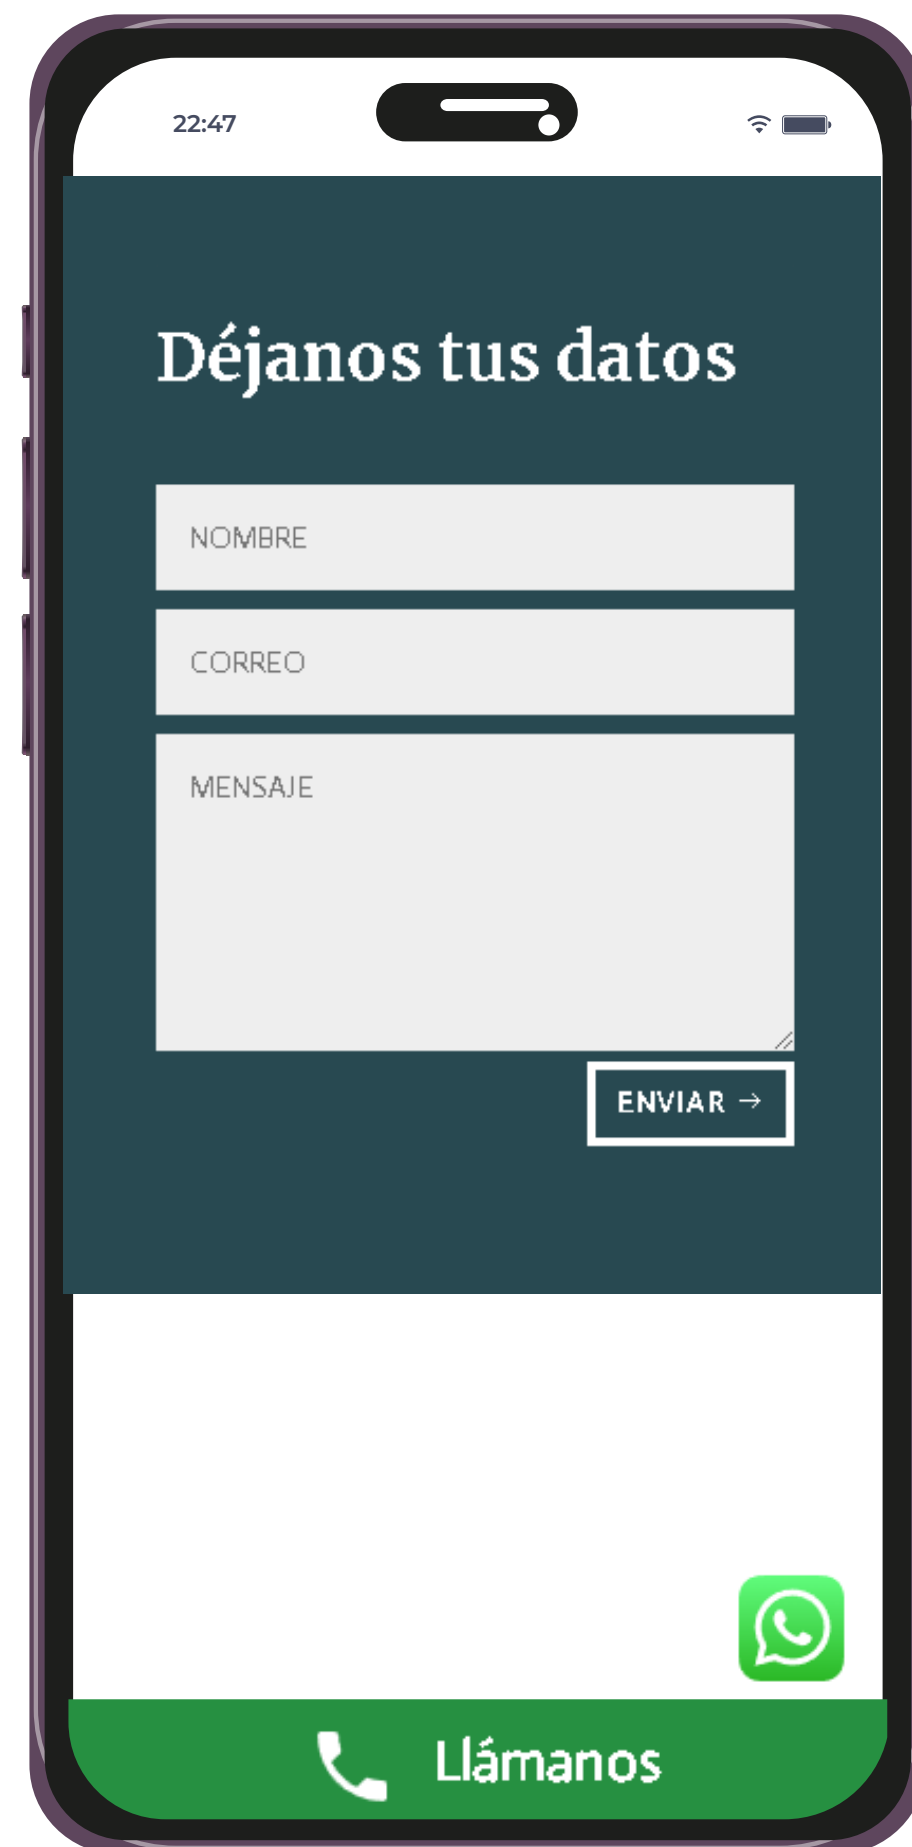 22:47
Déjanos tus datos
NOMBRE
CORREO
MENSAJE
ENVIAR →
Llámanos